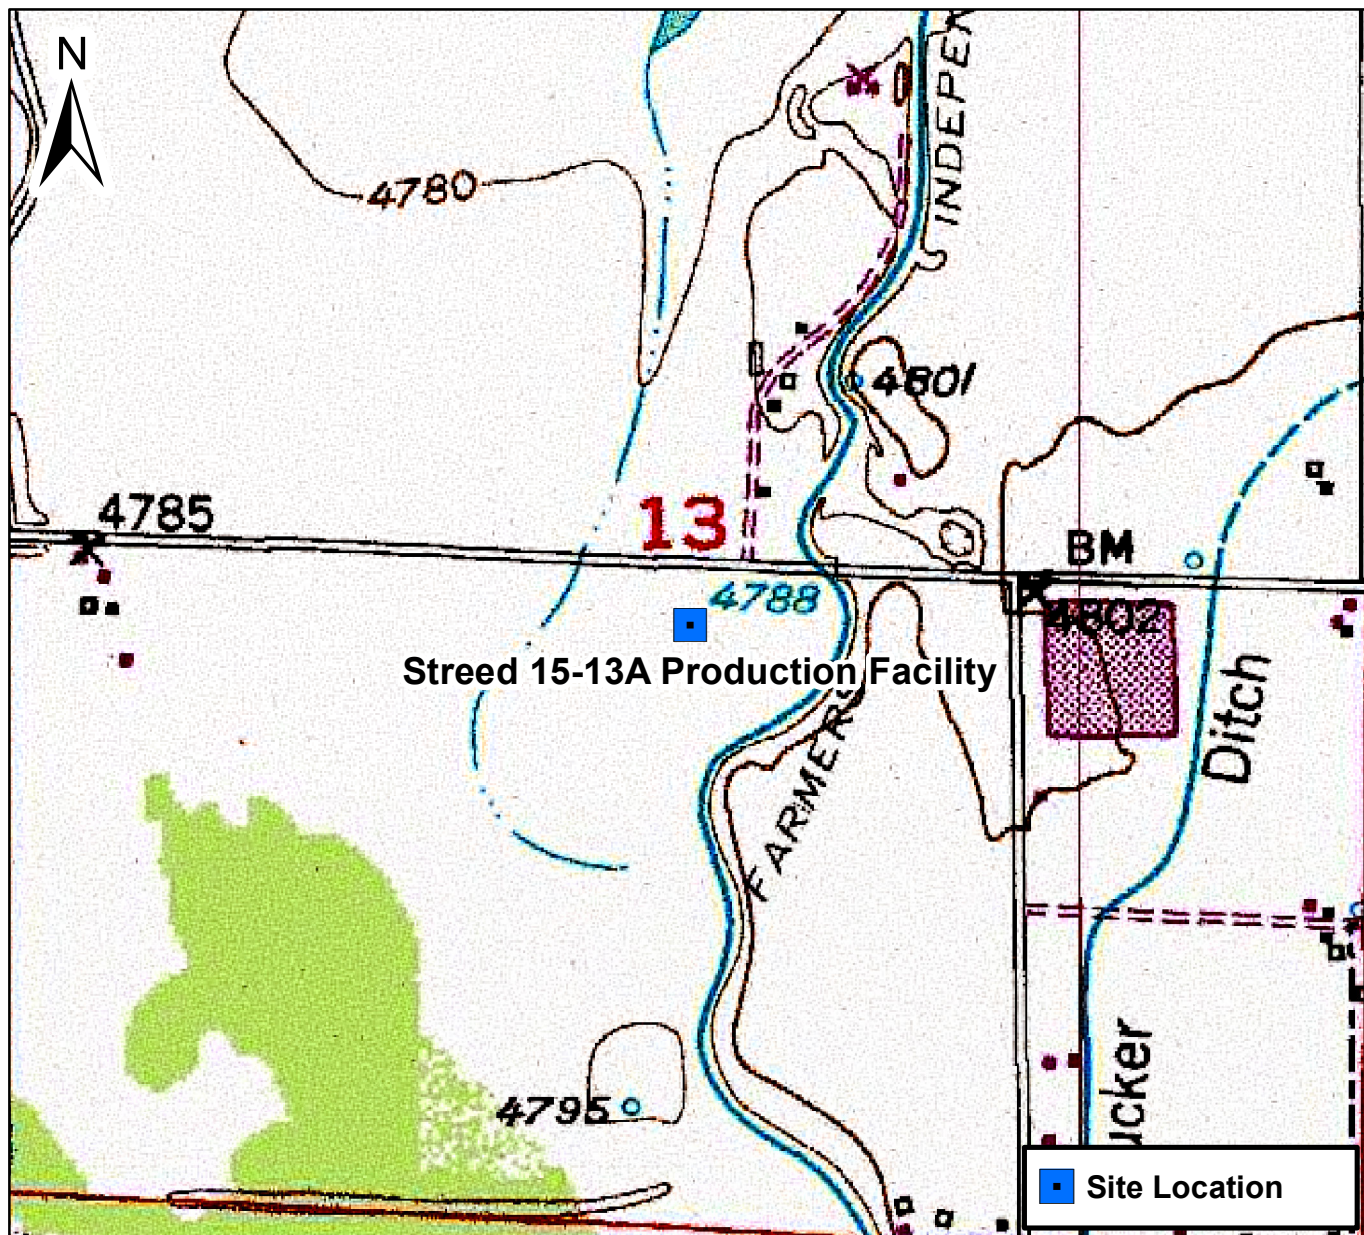 N
INDEPEN
4780
4801
4785
13
BM
4788
4802
Streed 15-13A Production Facility
Ditch
FARMERS
ucker
4795
Site Location